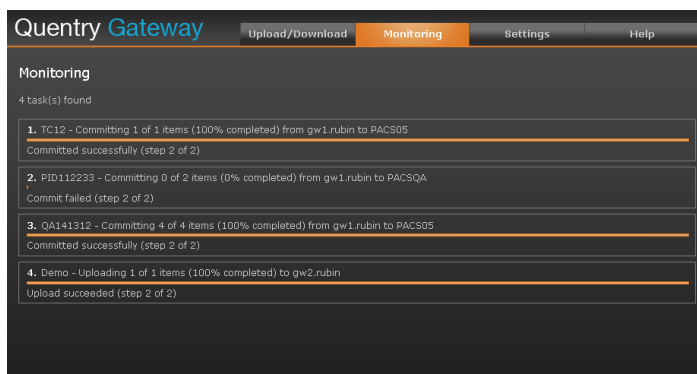 Quentry Gateway
Upload/Download Monitoring Settings Help
Monitoring
4 task(s) found
1. TC12 - Committing 1 of 1 items (100% completed) from gw1.rubin to PACS05
Committed successfully (step 2 of 2)
2. PID112233 - Committing 0 of 2 items (0% completed) from gw1.rubin to PACSQA
Commit failed (step 2 of 2)
3. QA141312 - Committing 4 of 4 items (100% completed) from gw1.rubin to PACS05
Committed successfully (step 2 of 2)
4. Demo - Uploading 1 of 1 items (100% completed) to gw2.rubin
Upload succeeded (step 2 of 2)